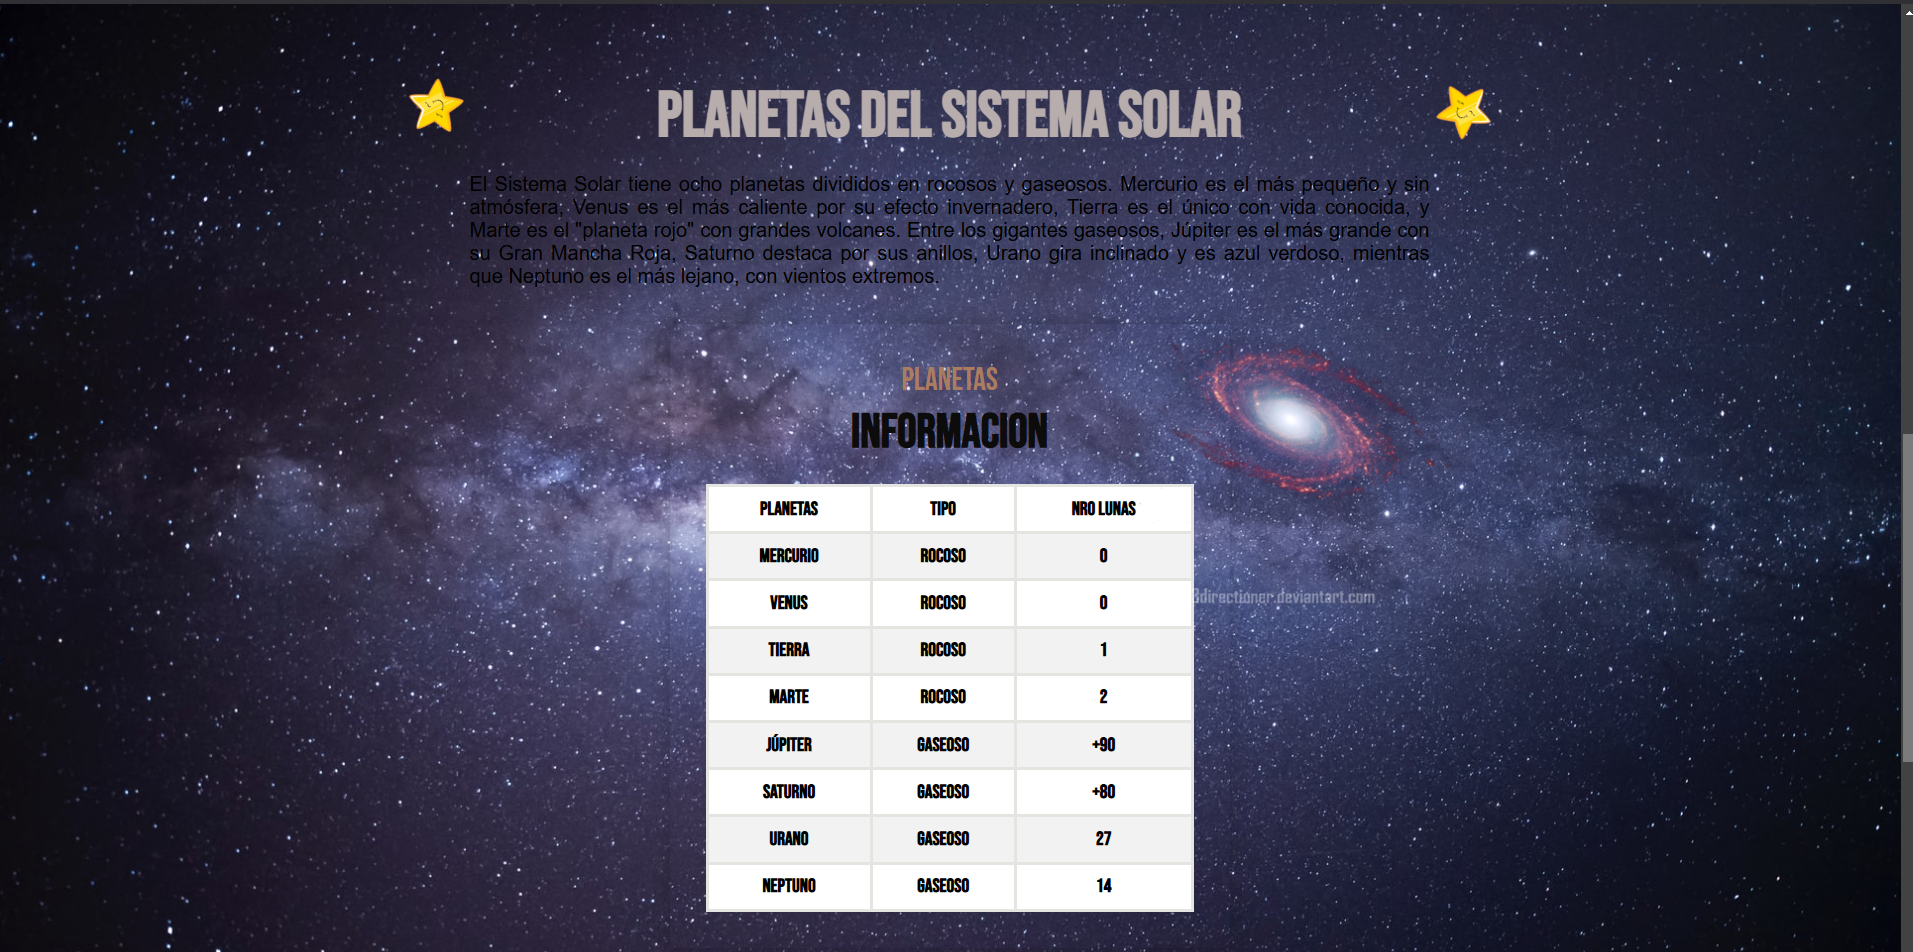 PLANETAS DEL SISTEMA SOLAR
El Sistema Solar tiene ocho planetas divididos en rocosos y gaseosos. Mercurio es el más pequeño y sin
atmósfera, Venus es el más caliente por su efecto invernadero, Tierra es el único con vida conocida, y
Marte es el "planeta rojo" con grandes volcanes. Entre los gigantes gaseosos, Júpiter es el más grande con
su Gran Mancha Roja, Saturno destaca por sus anillos, Urano gira inclinado y es azul verdoso, mientras
que Neptuno es el más lejano, con vientos extremos.
PLANETAS
INFORMACION
PLANETAS TIPO NRO LUNAS
MERCURIO ROCOSO 0
VENUS ROCOSO 0
directioner.deviantart.com
TIERRA ROCOSO 1
MARTE ROCOSO 2
JÚPITER GASEOSO +90
SATURNO GASEOSO +80
URANO GASEOSO 27
NEPTUNO GASEOSO 14